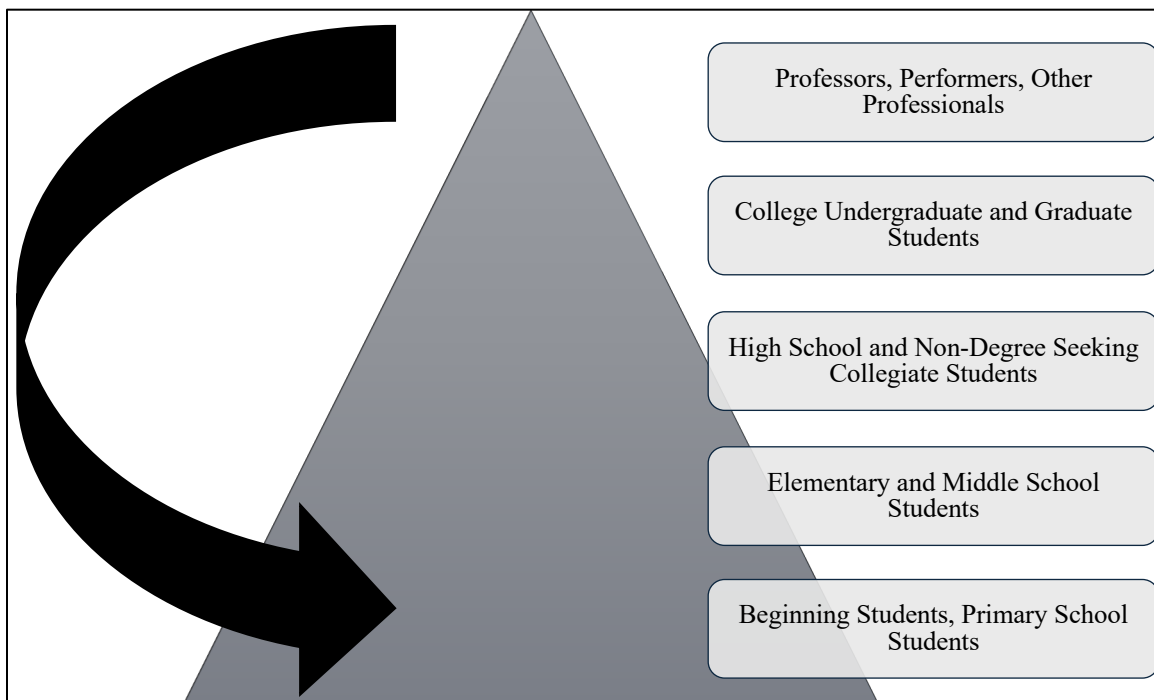 Professors, Performers, Other
Professionals
College Undergraduate and Graduate
Students
High School and Non-Degree Seeking
Collegiate Students
Elementary and Middle School
Students
Beginning Students, Primary School
Students